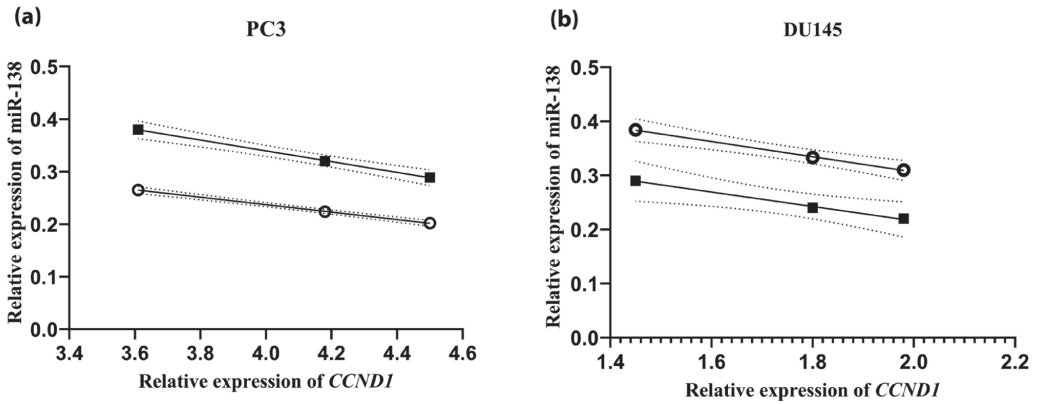 (a)
PC3
Relative expression of miR-138
0.5
0.4
0.3
0.2
0.1
0.0
3.4 3.6 3.8 4.0 4.2 4.4 4.6
Relative expression of CCND1
(b)
DU145
Relative expression of miR-138
0.5
0.4
0.3
0.2
0.1
0.0
1.4 1.6 1.8 2.0 2.2
Relative expression of CCND1